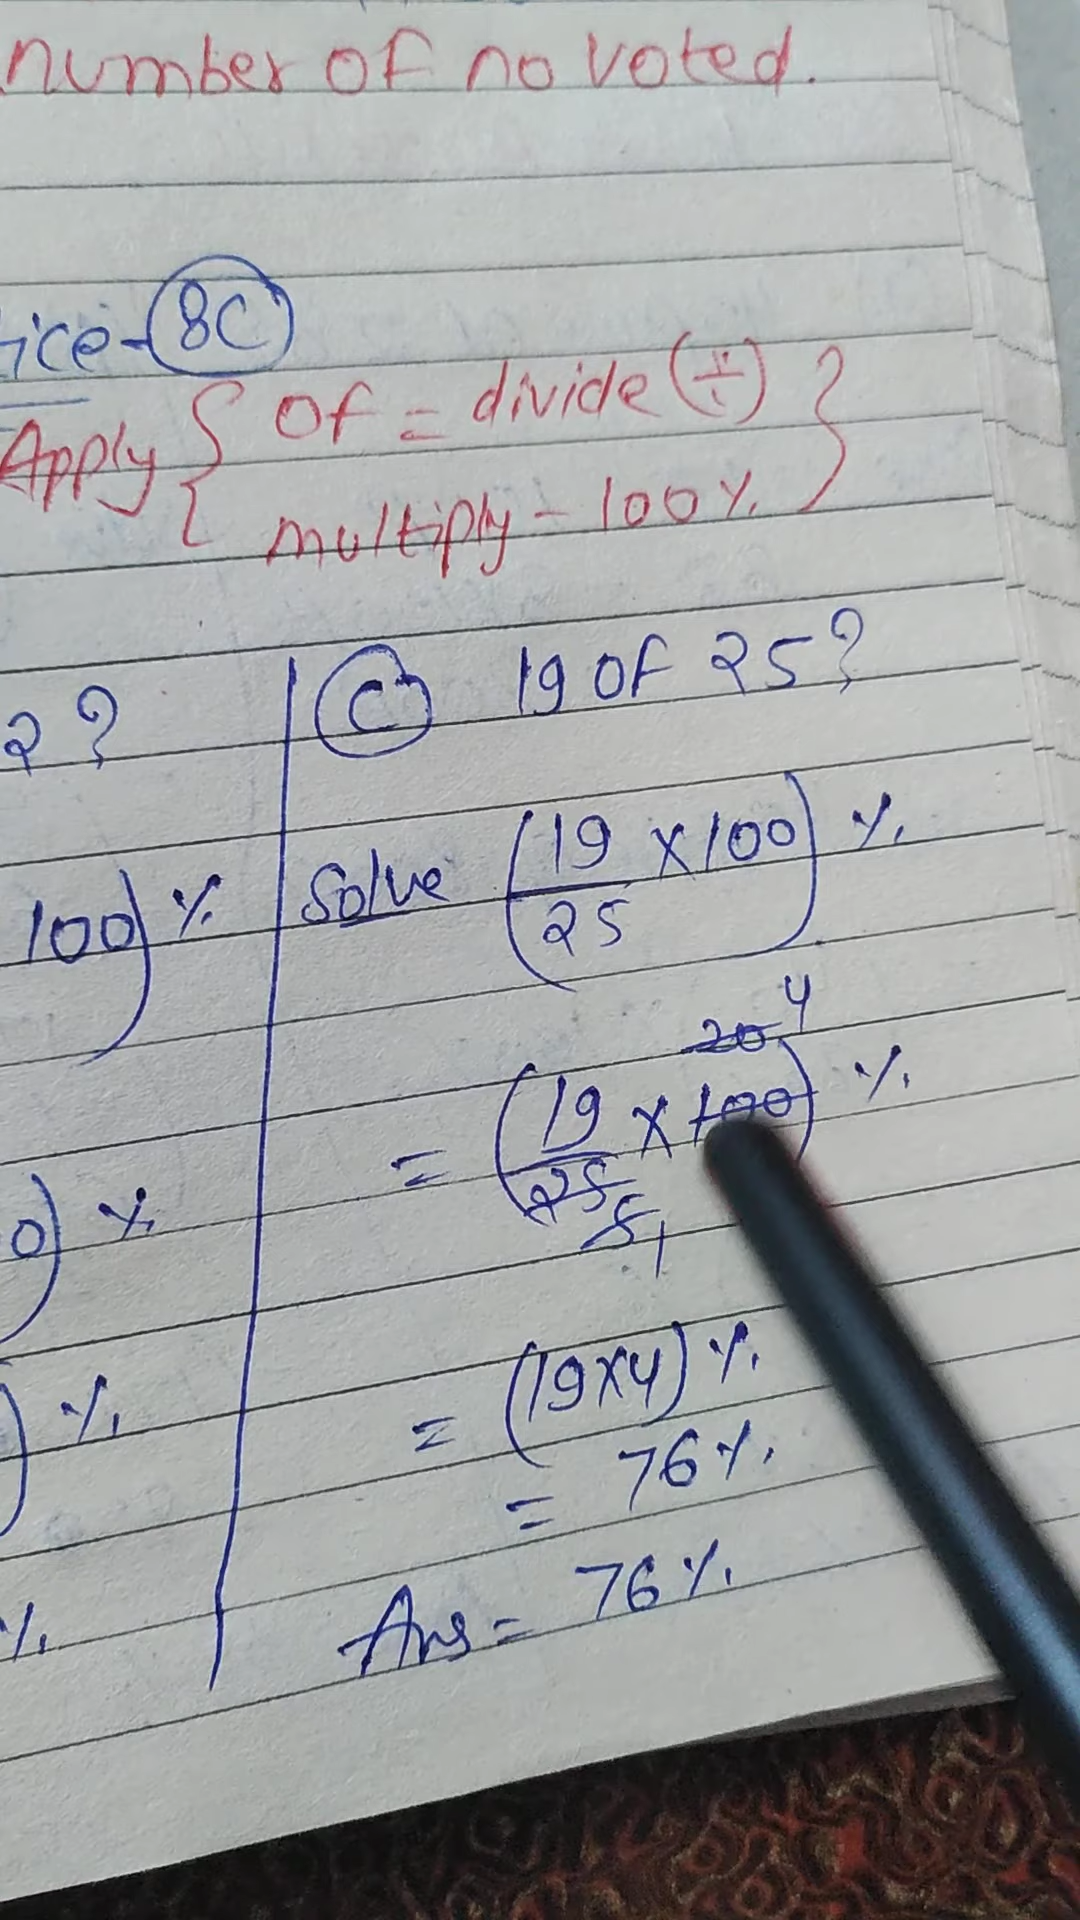 number of no voted.
tice-8C
Apply { Of = divide (÷) }
multiply - 100%
2?
100) %
0) %
) %
%
C 19 Of 25?
Solve (19/25 × 100) %
20 4
= (19/25 × 100) %
5 1
= (19×4) %
= 76%
Ans = 76%